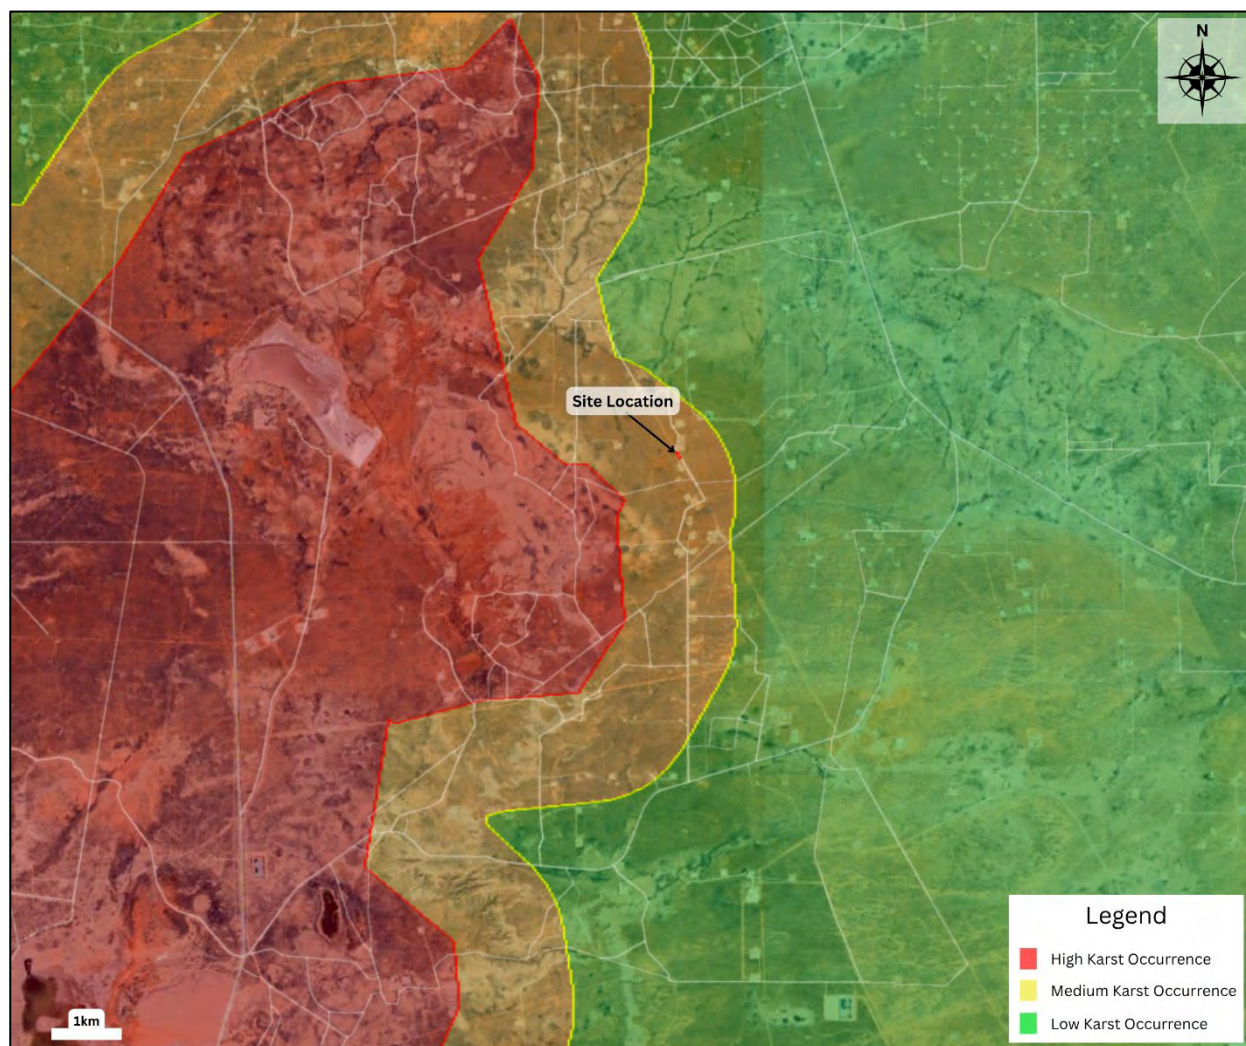 N
Site Location
1km
Legend
High Karst Occurrence
Medium Karst Occurrence
Low Karst Occurrence